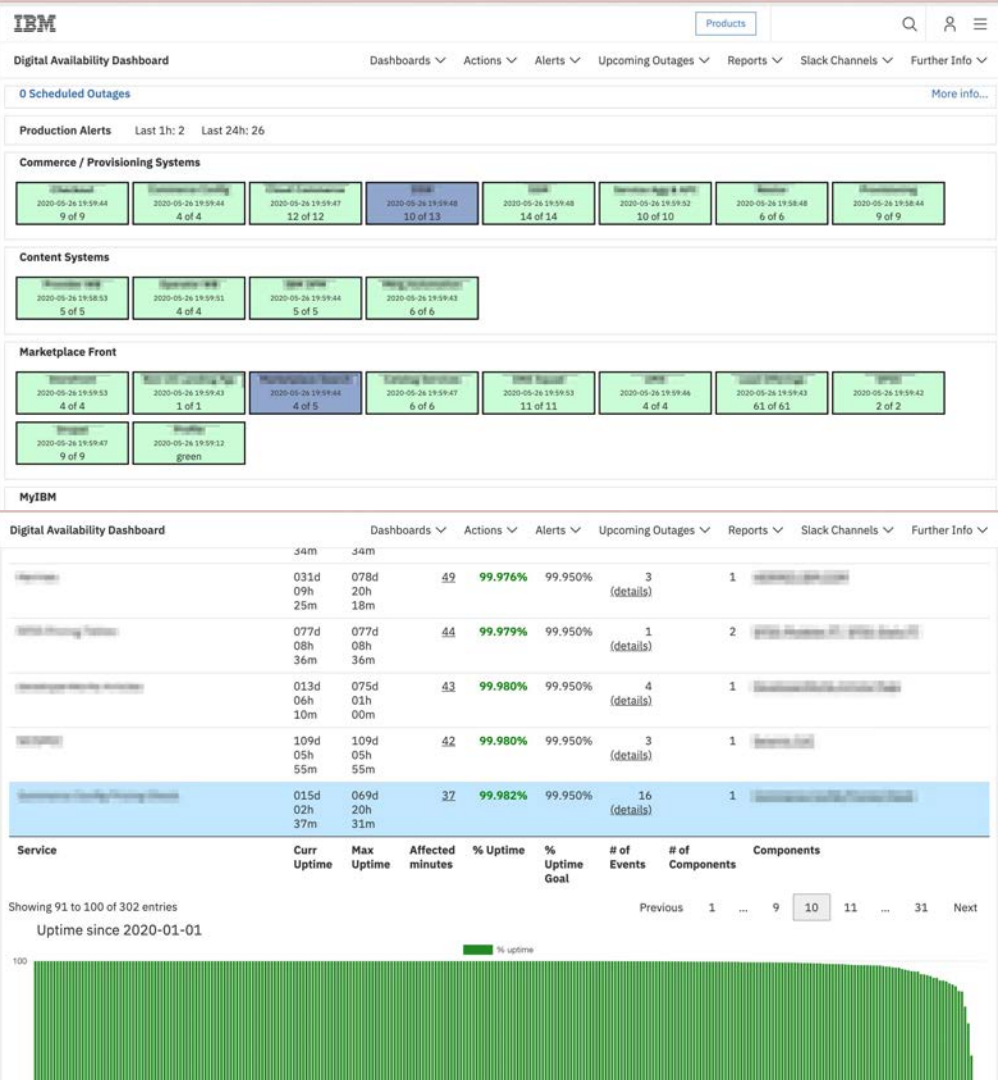 IBM
Products
Digital Availability Dashboard Dashboards Actions Alerts Upcoming Outages Reports Slack Channels Further Info
0 Scheduled Outages More info...
Production Alerts Last 1h: 2 Last 24h: 26
Commerce / Provisioning Systems
2020-05-26 19:59:44 2020-05-26 19:59:44 2020-05-26 19:59:47 2020-05-26 19:59:48 2020-05-26 19:59:48 2020-05-26 19:59:52 2020-05-26 19:58:48 2020-05-26 19:58:44
9 of 9 4 of 4 12 of 12 10 of 13 14 of 14 10 of 10 6 of 6 9 of 9
Content Systems
2020-05-26 19:58:53 2020-05-26 19:59:51 2020-05-26 19:59:44 2020-05-26 19:59:43
5 of 5 4 of 4 5 of 5 6 of 6
Marketplace Front
2020-05-26 19:59:53 2020-05-26 19:59:43 2020-05-26 19:59:44 2020-05-26 19:59:47 2020-05-26 19:59:53 2020-05-26 19:59:46 2020-05-26 19:59:43 2020-05-26 19:59:42
4 of 4 1 of 1 4 of 5 6 of 6 11 of 11 4 of 4 61 of 61 2 of 2
2020-05-26 19:59:47 2020-05-26 19:59:12
9 of 9 green
MyIBM
Digital Availability Dashboard Dashboards Actions Alerts Upcoming Outages Reports Slack Channels Further Info
34m 34m
031d 078d 49 99.976% 99.950% 3 1
09h 20h (details)
25m 18m
077d 077d 44 99.979% 99.950% 1 2
08h 08h (details)
36m 36m
013d 075d 43 99.980% 99.950% 4 1
06h 01h (details)
10m 00m
109d 109d 42 99.980% 99.950% 3 1
05h 05h (details)
55m 55m
015d 069d 37 99.982% 99.950% 16 1
02h 20h (details)
37m 31m
Service Curr Max Affected % Uptime % # of # of Components
Uptime Uptime minutes Uptime Events Components
Goal
Showing 91 to 100 of 302 entries Previous 1 ... 9 10 11 ... 31 Next
Uptime since 2020-01-01
% uptime
100